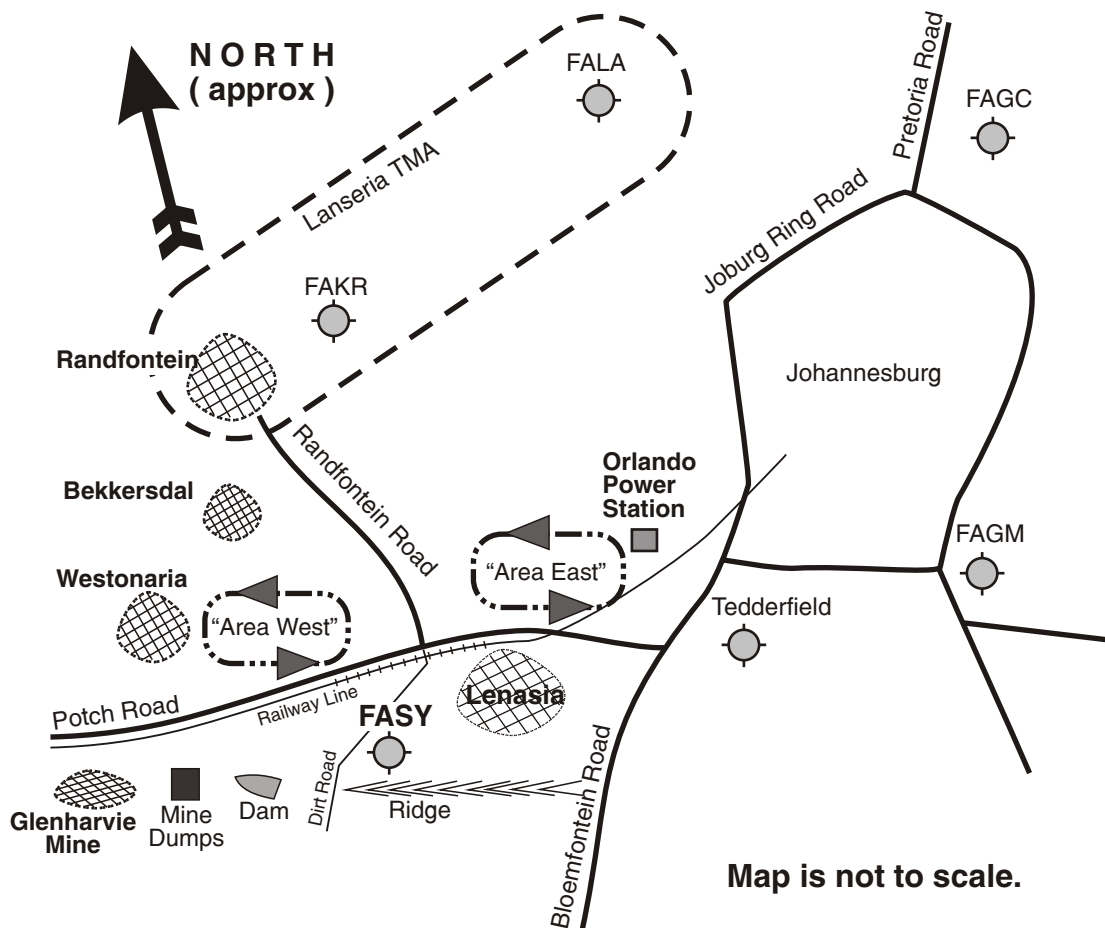 N O R T H
( approx )
FALA
FAGC
Pretoria Road
Lanseria TMA
Joburg Ring Road
FAKR
Randfontein
Johannesburg
Randfontein Road
Orlando
Power
Station
Bekkersdal
FAGM
Westonaria
"Area East"
"Area West"
Tedderfield
Potch Road
Railway Line
Lenasia
FASY
Dirt Road
Bloemfontein Road
Glenharvie
Mine
Mine
Dumps
Dam
Ridge
Map is not to scale.